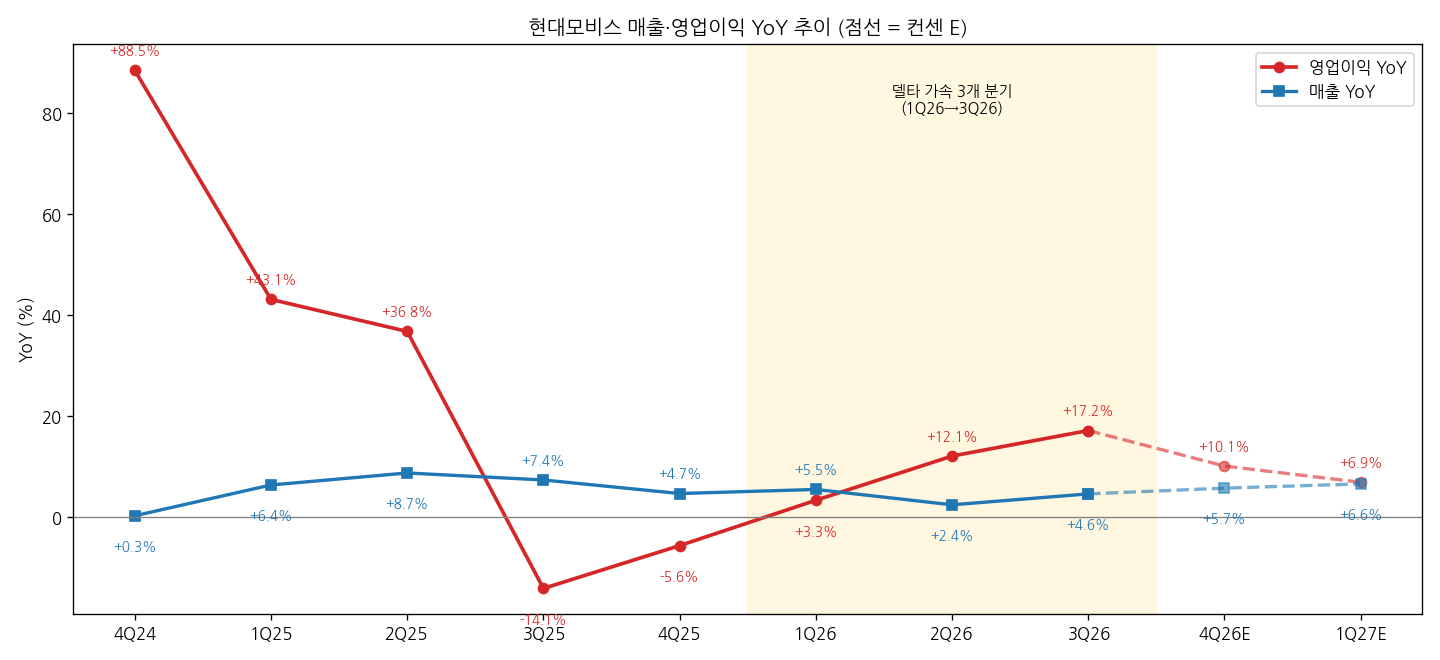 현대모비스 매출·영업이익 YoY 추이 (점선 = 컨센 E)
영업이익 YoY
매출 YoY
델타 가속 3개 분기
(1Q26→3Q26)
YoY (%)
80
60
40
20
0
+88.5%
+43.1%
+36.8%
-14.1%
-5.6%
+3.3%
+12.1%
+17.2%
+10.1%
+6.9%
+0.3%
+6.4%
+8.7%
+7.4%
+4.7%
+5.5%
+2.4%
+4.6%
+5.7%
+6.6%
4Q24
1Q25
2Q25
3Q25
4Q25
1Q26
2Q26
3Q26
4Q26E
1Q27E